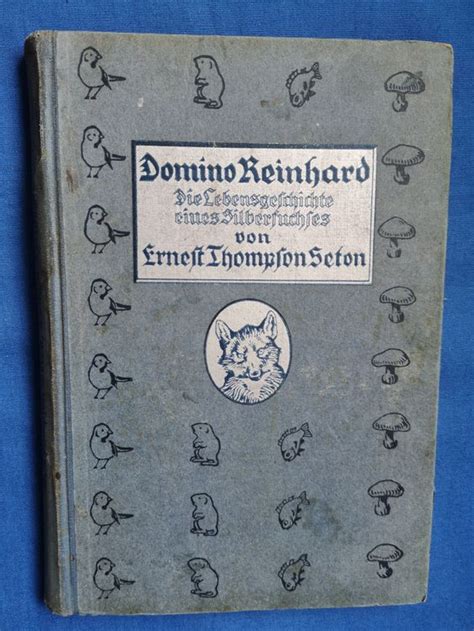 Domino Reinhard
Die Lebensgeschichte
eines Silberfuchses
von
Ernest Thompson Seton